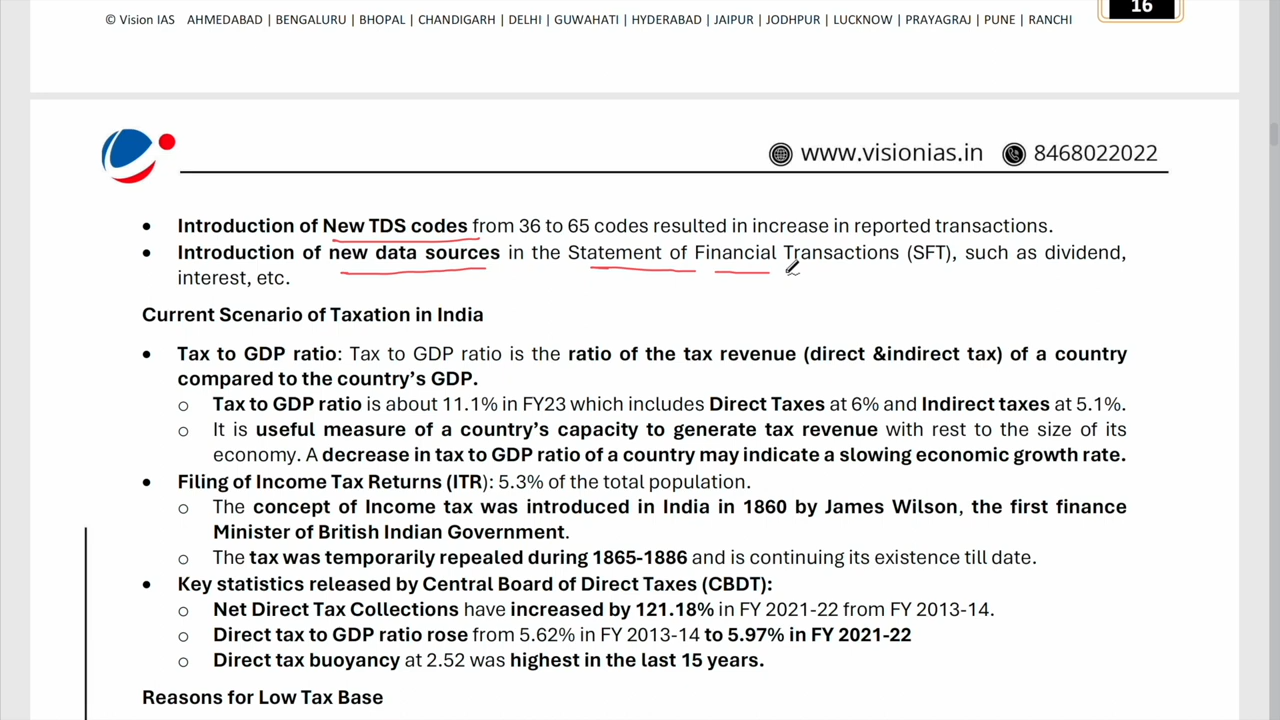 © Vision IAS AHMEDABAD | BENGALURU | BHOPAL | CHANDIGARH | DELHI | GUWAHATI | HYDERABAD | JAIPUR | JODHPUR | LUCKNOW | PRAYAGRAJ | PUNE | RANCHI
16
www.visionias.in 8468022022
• Introduction of New TDS codes from 36 to 65 codes resulted in increase in reported transactions.
• Introduction of new data sources in the Statement of Financial Transactions (SFT), such as dividend,
interest, etc.
Current Scenario of Taxation in India
• Tax to GDP ratio: Tax to GDP ratio is the ratio of the tax revenue (direct &indirect tax) of a country
compared to the country’s GDP.
o Tax to GDP ratio is about 11.1% in FY23 which includes Direct Taxes at 6% and Indirect taxes at 5.1%.
o It is useful measure of a country’s capacity to generate tax revenue with rest to the size of its
economy. A decrease in tax to GDP ratio of a country may indicate a slowing economic growth rate.
• Filing of Income Tax Returns (ITR): 5.3% of the total population.
o The concept of Income tax was introduced in India in 1860 by James Wilson, the first finance
Minister of British Indian Government.
o The tax was temporarily repealed during 1865-1886 and is continuing its existence till date.
• Key statistics released by Central Board of Direct Taxes (CBDT):
o Net Direct Tax Collections have increased by 121.18% in FY 2021-22 from FY 2013-14.
o Direct tax to GDP ratio rose from 5.62% in FY 2013-14 to 5.97% in FY 2021-22
o Direct tax buoyancy at 2.52 was highest in the last 15 years.
Reasons for Low Tax Base